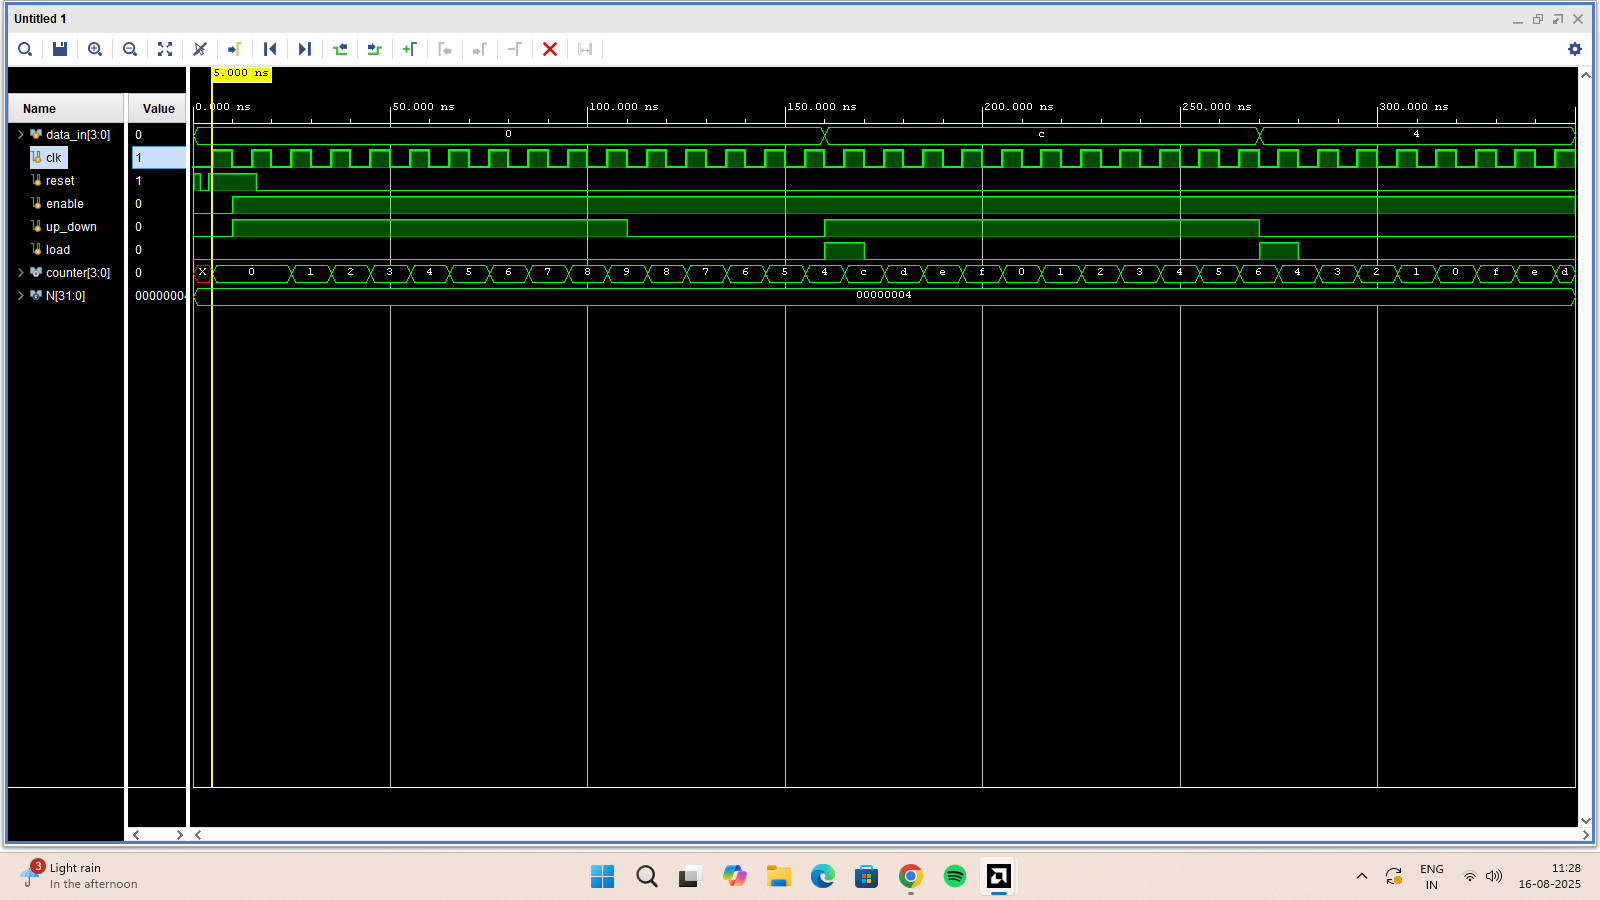 Untitled 1
5.000 ns
Name Value
0.000 ns 50.000 ns 100.000 ns 150.000 ns 200.000 ns 250.000 ns 300.000 ns
data_in[3:0] 0 0 c 4
clk 1
reset 1
enable 0
up_down 0
load 0
counter[3:0] 0 X 0 1 2 3 4 5 6 7 8 9 8 7 6 5 4 c d e f 0 1 2 3 4 5 6 4 3 2 1 0 f e d
N[31:0] 00000004 00000004
3
Light rain
In the afternoon
ENG
IN
11:28
16-08-2025